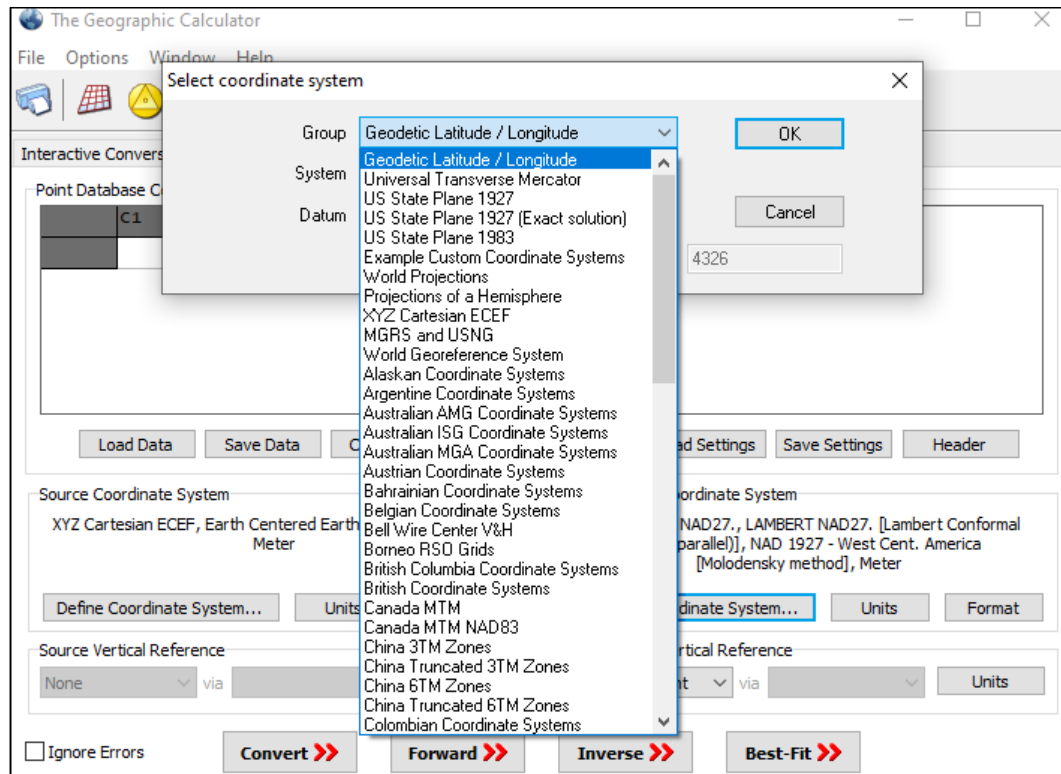 The Geographic Calculator
File Options Window Help
Select coordinate system
Group Geodetic Latitude / Longitude OK
Interactive Convers
Geodetic Latitude / Longitude
System
Universal Transverse Mercator
Point Database C
US State Plane 1927
C1
Datum
US State Plane 1927 (Exact solution)
Cancel
US State Plane 1983
Example Custom Coordinate Systems
4326
World Projections
Projections of a Hemisphere
XYZ Cartesian ECEF
MGRS and USNG
World Georeference System
Alaskan Coordinate Systems
Argentine Coordinate Systems
Australian AMG Coordinate Systems
Australian ISG Coordinate Systems
Australian MGA Coordinate Systems
Austrian Coordinate Systems
Bahrainian Coordinate Systems
Belgian Coordinate Systems
Bell Wire Center V&H
Borneo RSO Grids
British Columbia Coordinate Systems
British Coordinate Systems
Canada MTM
Canada MTM NAD83
China 3TM Zones
China Truncated 3TM Zones
China 6TM Zones
China Truncated 6TM Zones
Colombian Coordinate Systems
Load Data Save Data C
ad Settings Save Settings Header
Source Coordinate System
XYZ Cartesian ECEF, Earth Centered Earth
Meter
Define Coordinate System... Units
oordinate System
NAD27., LAMBERT NAD27. [Lambert Conformal
parallel)], NAD 1927 - West Cent. America
[Molodensky method], Meter
dinate System... Units Format
Source Vertical Reference
None via
rtical Reference
nt via Units
Ignore Errors Convert Forward Inverse Best-Fit